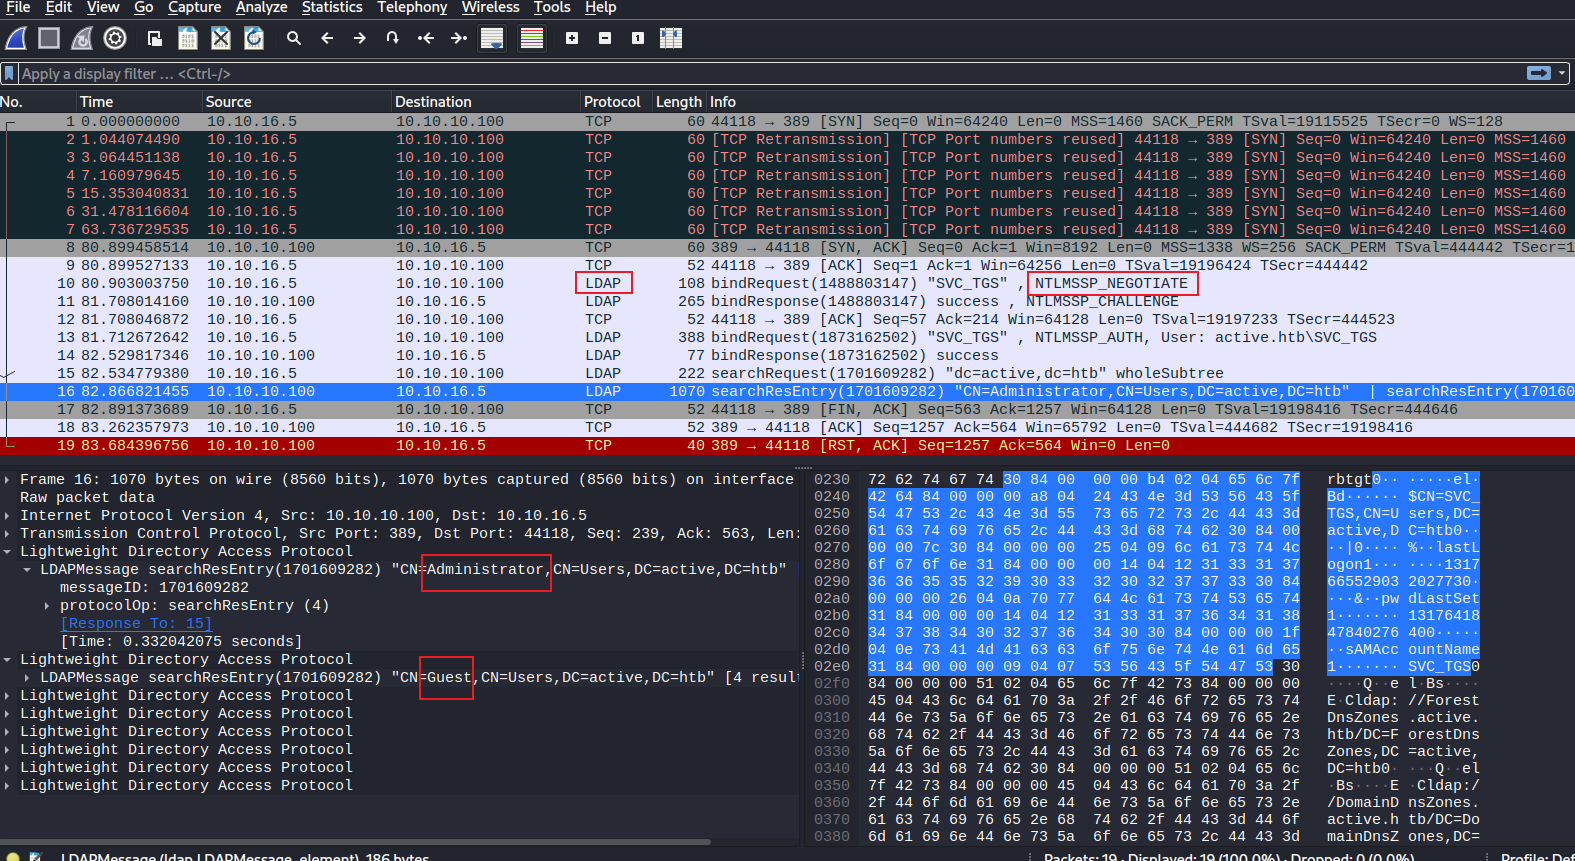 File Edit View Go Capture Analyze Statistics Telephony Wireless Tools Help
Apply a display filter … <Ctrl-/>
No. Time Source Destination Protocol Length Info
1 0.000000000 10.10.16.5 10.10.10.100 TCP 60 44118 → 389 [SYN] Seq=0 Win=64240 Len=0 MSS=1460 SACK_PERM TSval=19115525 TSecr=0 WS=128
2 1.044074490 10.10.16.5 10.10.10.100 TCP 60 [TCP Retransmission] [TCP Port numbers reused] 44118 → 389 [SYN] Seq=0 Win=64240 Len=0 MSS=1460
3 3.064451138 10.10.16.5 10.10.10.100 TCP 60 [TCP Retransmission] [TCP Port numbers reused] 44118 → 389 [SYN] Seq=0 Win=64240 Len=0 MSS=1460
4 7.160979645 10.10.16.5 10.10.10.100 TCP 60 [TCP Retransmission] [TCP Port numbers reused] 44118 → 389 [SYN] Seq=0 Win=64240 Len=0 MSS=1460
5 15.353040831 10.10.16.5 10.10.10.100 TCP 60 [TCP Retransmission] [TCP Port numbers reused] 44118 → 389 [SYN] Seq=0 Win=64240 Len=0 MSS=1460
6 31.478116604 10.10.16.5 10.10.10.100 TCP 60 [TCP Retransmission] [TCP Port numbers reused] 44118 → 389 [SYN] Seq=0 Win=64240 Len=0 MSS=1460
7 63.736729535 10.10.16.5 10.10.10.100 TCP 60 [TCP Retransmission] [TCP Port numbers reused] 44118 → 389 [SYN] Seq=0 Win=64240 Len=0 MSS=1460
8 80.899458514 10.10.10.100 10.10.16.5 TCP 60 389 → 44118 [SYN, ACK] Seq=0 Ack=1 Win=8192 Len=0 MSS=1338 WS=256 SACK_PERM TSval=444442 TSecr=1
9 80.899527133 10.10.16.5 10.10.10.100 TCP 52 44118 → 389 [ACK] Seq=1 Ack=1 Win=64256 Len=0 TSval=19196424 TSecr=444442
10 80.903003750 10.10.16.5 10.10.10.100 LDAP 108 bindRequest(1488803147) "SVC_TGS" , NTLMSSP_NEGOTIATE
11 81.708014160 10.10.10.100 10.10.16.5 LDAP 265 bindResponse(1488803147) success , NTLMSSP_CHALLENGE
12 81.708046872 10.10.16.5 10.10.10.100 TCP 52 44118 → 389 [ACK] Seq=57 Ack=214 Win=64128 Len=0 TSval=19197233 TSecr=444523
13 81.712672642 10.10.16.5 10.10.10.100 LDAP 388 bindRequest(1873162502) "SVC_TGS" , NTLMSSP_AUTH, User: active.htb\SVC_TGS
14 82.529817346 10.10.10.100 10.10.16.5 LDAP 77 bindResponse(1873162502) success
15 82.534779380 10.10.16.5 10.10.10.100 LDAP 222 searchRequest(1701609282) "dc=active,dc=htb" wholeSubtree
16 82.866821455 10.10.10.100 10.10.16.5 LDAP 1070 searchResEntry(1701609282) "CN=Administrator,CN=Users,DC=active,DC=htb" | searchResEntry(170160
17 82.891373689 10.10.16.5 10.10.10.100 TCP 52 44118 → 389 [FIN, ACK] Seq=563 Ack=1257 Win=64128 Len=0 TSval=19198416 TSecr=444646
18 83.262357973 10.10.10.100 10.10.16.5 TCP 52 389 → 44118 [ACK] Seq=1257 Ack=564 Win=65792 Len=0 TSval=444682 TSecr=19198416
19 83.684396756 10.10.10.100 10.10.16.5 TCP 40 389 → 44118 [RST, ACK] Seq=1257 Ack=564 Win=0 Len=0
Frame 16: 1070 bytes on wire (8560 bits), 1070 bytes captured (8560 bits) on interface
Raw packet data
Internet Protocol Version 4, Src: 10.10.10.100, Dst: 10.10.16.5
Transmission Control Protocol, Src Port: 389, Dst Port: 44118, Seq: 239, Ack: 563, Len:
Lightweight Directory Access Protocol
LDAPMessage searchResEntry(1701609282) "CN=Administrator,CN=Users,DC=active,DC=htb"
messageID: 1701609282
protocolOp: searchResEntry (4)
[Response To: 15]
[Time: 0.332042075 seconds]
Lightweight Directory Access Protocol
LDAPMessage searchResEntry(1701609282) "CN=Guest,CN=Users,DC=active,DC=htb" [4 result
Lightweight Directory Access Protocol
Lightweight Directory Access Protocol
Lightweight Directory Access Protocol
Lightweight Directory Access Protocol
Lightweight Directory Access Protocol
Lightweight Directory Access Protocol
0230 72 62 74 67 74 30 84 00 00 00 b4 02 04 65 6c 7f rbtgt0·· ·····el·
0240 42 64 84 00 00 00 a8 04 24 43 4e 3d 53 56 43 5f Bd······ $CN=SVC_
0250 54 47 53 2c 43 4e 3d 55 73 65 72 73 2c 44 43 3d TGS,CN=U sers,DC=
0260 61 63 74 69 76 65 2c 44 43 3d 68 74 62 30 84 00 active,D C=htb0··
0270 00 00 7c 30 84 00 00 00 25 04 09 6c 61 73 74 4c ··|0···· %··lastL
0280 6f 67 6f 6e 31 84 00 00 00 14 04 12 31 33 31 37 ogon1··· ····1317
0290 36 36 35 35 32 39 30 33 32 30 32 37 37 33 30 84 66552903 2027730·
02a0 00 00 00 26 04 0a 70 77 64 4c 61 73 74 53 65 74 ···&··pw dLastSet
02b0 31 84 00 00 00 14 04 12 31 33 31 37 36 34 31 38 1······· 13176418
02c0 34 37 38 34 30 32 37 36 34 30 30 84 00 00 00 1f 47840276 400·····
02d0 04 0e 73 41 4d 41 63 63 6f 75 6e 74 4e 61 6d 65 ··sAMAcc ountName
02e0 31 84 00 00 00 09 04 07 53 56 43 5f 54 47 53 30 1······· SVC_TGS0
02f0 84 00 00 00 51 02 04 65 6c 7f 42 73 84 00 00 00 ····Q··e l·Bs····
0300 45 04 43 6c 64 61 70 3a 2f 2f 46 6f 72 65 73 74 E·Cldap: //Forest
0310 44 6e 73 5a 6f 6e 65 73 2e 61 63 74 69 76 65 2e DnsZones .active.
0320 68 74 62 2f 44 43 3d 46 6f 72 65 73 74 44 6e 73 htb/DC=F orestDns
0330 5a 6f 6e 65 73 2c 44 43 3d 61 63 74 69 76 65 2c Zones,DC =active,
0340 44 43 3d 68 74 62 30 84 00 00 00 51 02 04 65 6c DC=htb0· ···Q··el
0350 7f 42 73 84 00 00 00 45 04 43 6c 64 61 70 3a 2f ·Bs····E ·Cldap:/
0360 2f 44 6f 6d 61 69 6e 44 6e 73 5a 6f 6e 65 73 2e /DomainD nsZones.
0370 61 63 74 69 76 65 2e 68 74 62 2f 44 43 3d 44 6f active.h tb/DC=Do
0380 6d 61 69 6e 44 6e 73 5a 6f 6e 65 73 2c 44 43 3d mainDnsZ ones,DC=
LDAPMessage (ldap.LDAPMessage_element), 186 bytes Packets: 19 · Displayed: 19 (100.0%) · Dropped: 0 (0.0%) Profile: Def